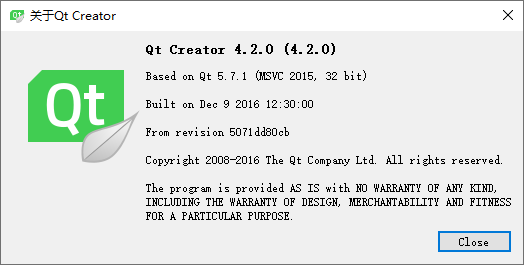 关于Qt Creator
Qt
Qt Creator 4.2.0 (4.2.0)
Based on Qt 5.7.1 (MSVC 2015, 32 bit)
Built on Dec 9 2016 12:30:00
From revision 5071dd80cb
Copyright 2008-2016 The Qt Company Ltd. All rights reserved.
The program is provided AS IS with NO WARRANTY OF ANY KIND,
INCLUDING THE WARRANTY OF DESIGN, MERCHANTABILITY AND FITNESS
FOR A PARTICULAR PURPOSE.
Close